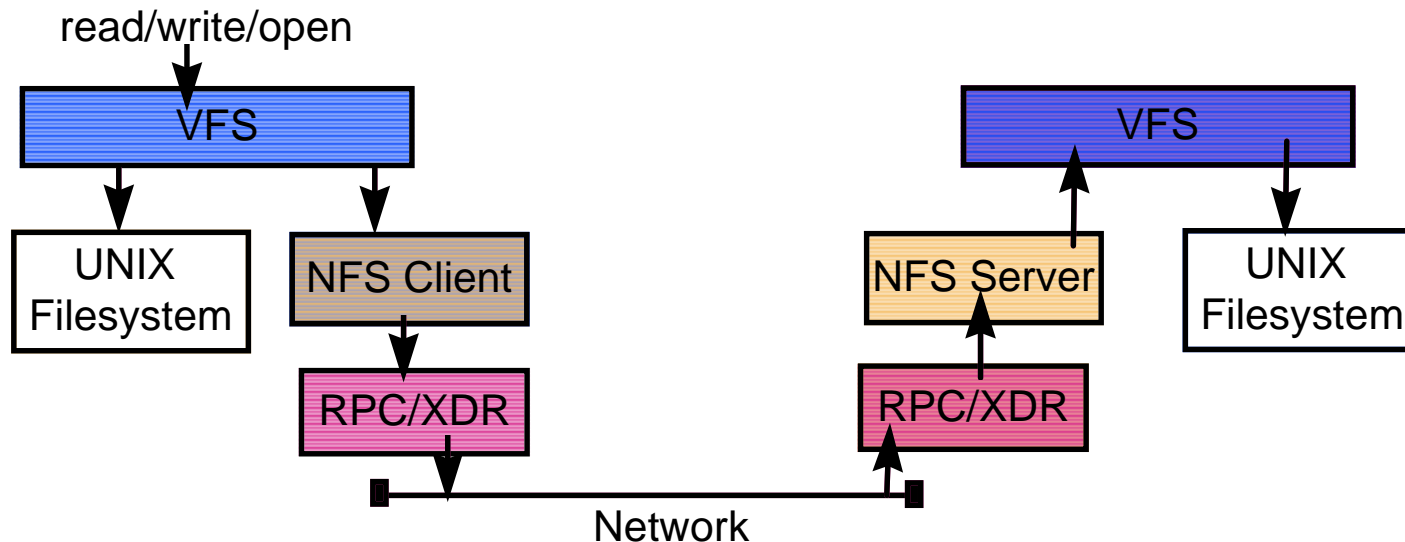 read/write/open
VFS
VFS
UNIX
Filesystem
NFS Client
NFS Server
UNIX
Filesystem
RPC/XDR
RPC/XDR
Network